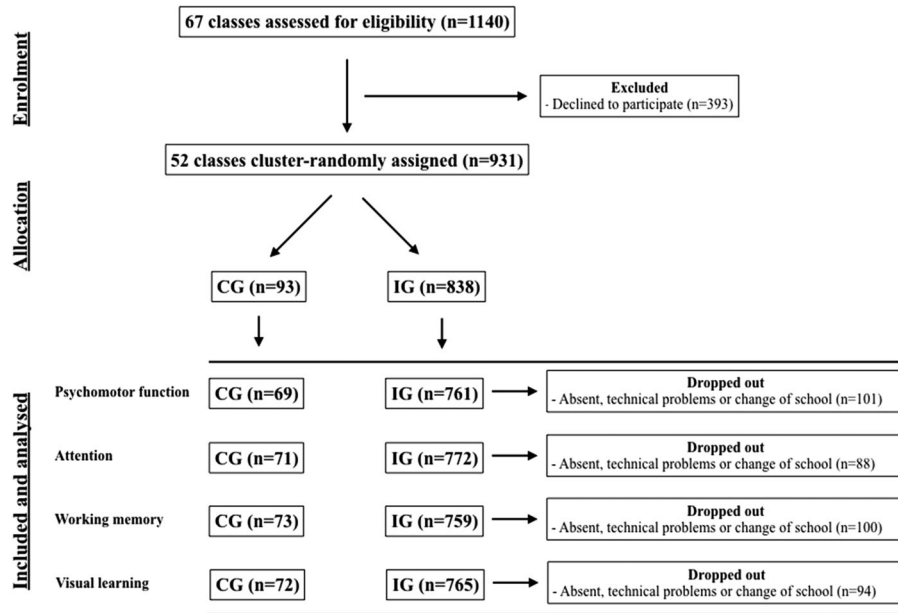 67 classes assessed for eligibility (n=1140)
Enrolment
Excluded
- Declined to participate (n=393)
52 classes cluster-randomly assigned (n=931)
Allocation
CG (n=93)
IG (n=838)
Included and analysed
Psychomotor function
CG (n=69)
IG (n=761)
Dropped out
- Absent, technical problems or change of school (n=101)
Attention
CG (n=71)
IG (n=772)
Dropped out
- Absent, technical problems or change of school (n=88)
Working memory
CG (n=73)
IG (n=759)
Dropped out
- Absent, technical problems or change of school (n=100)
Visual learning
CG (n=72)
IG (n=765)
Dropped out
- Absent, technical problems or change of school (n=94)